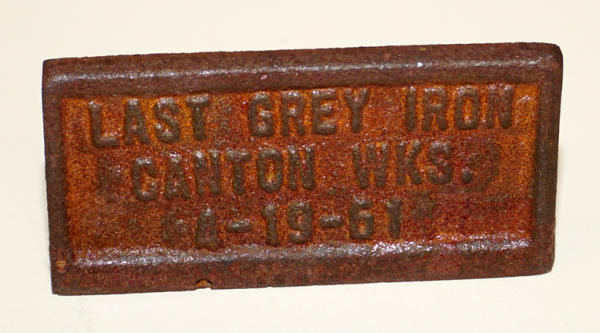 LAST GREY IRON
CANTON WKS.
4-19-61